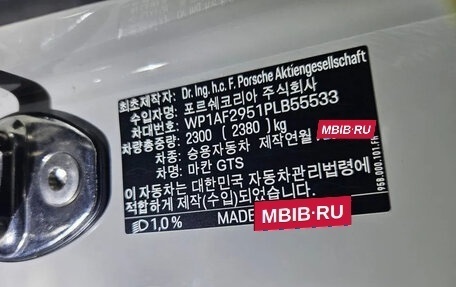 최초제작자: Dr. Ing. h.c. F. Porsche Aktiengesellschaft
수입자명: 포르쉐코리아 주식회사
차대번호: WP1AF2951PLB55533
차량총중량: 2300 ( 2380 ) kg
차종: 승용자동차 제작연월
MBIB.RU
차명: 마칸 GTS
이 자동차는 대한민국 자동차관리법령에
적합하게 제작(수입)되었습니다.
1,0% MADE
MBIB.RU
P5B.000.101.FH